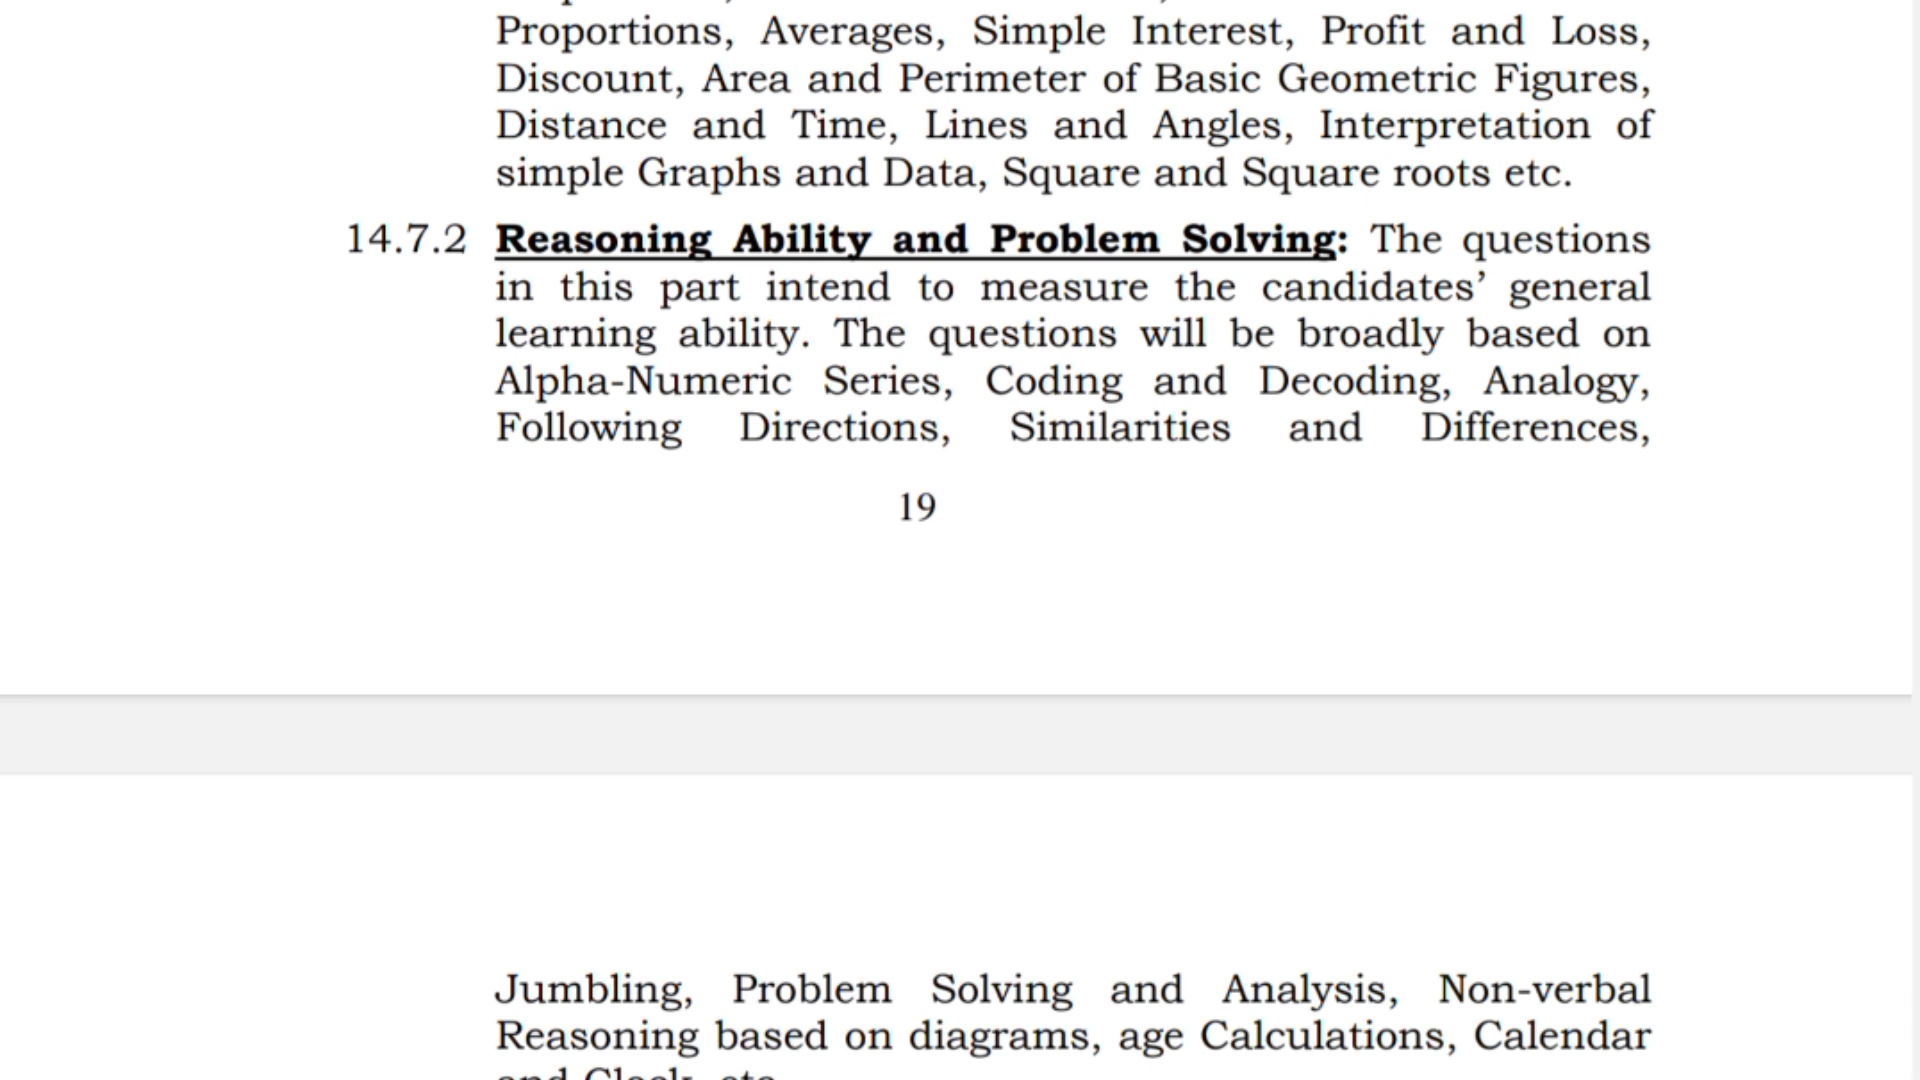 Proportions, Averages, Simple Interest, Profit and Loss,
Discount, Area and Perimeter of Basic Geometric Figures,
Distance and Time, Lines and Angles, Interpretation of
simple Graphs and Data, Square and Square roots etc.
14.7.2 Reasoning Ability and Problem Solving: The questions
in this part intend to measure the candidates’ general
learning ability. The questions will be broadly based on
Alpha-Numeric Series, Coding and Decoding, Analogy,
Following Directions, Similarities and Differences,
19
Jumbling, Problem Solving and Analysis, Non-verbal
Reasoning based on diagrams, age Calculations, Calendar
and Clock, etc